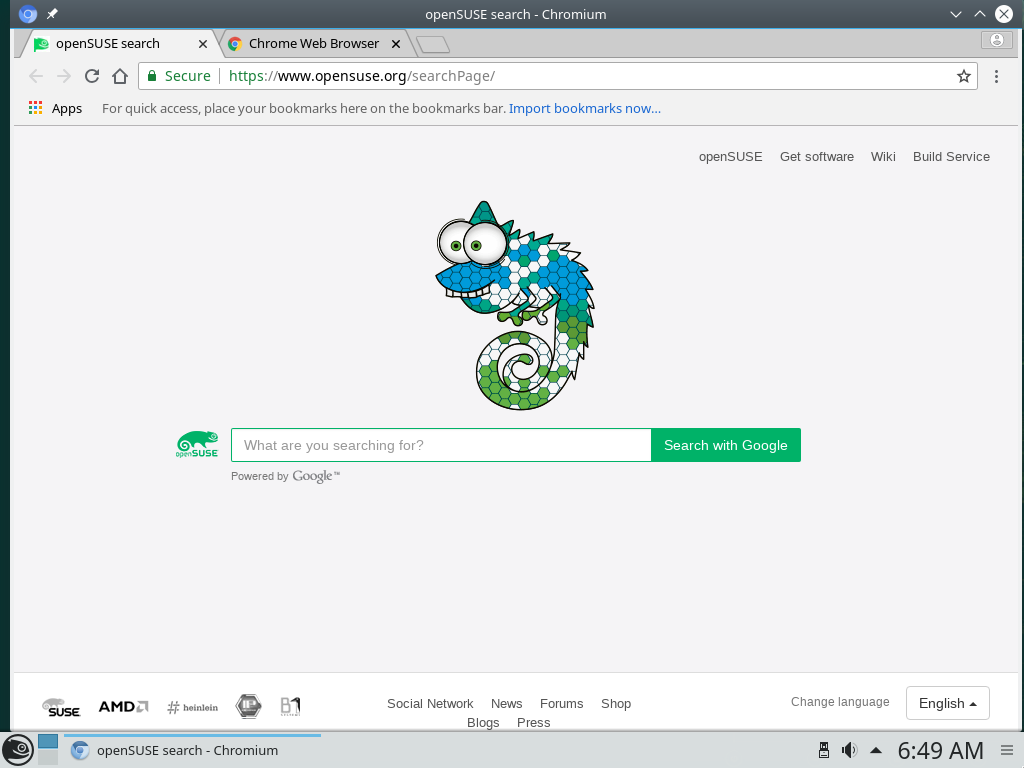 openSUSE search - Chromium
openSUSE search
Chrome Web Browser
Secure
https://www.opensuse.org/searchPage/
Apps
For quick access, place your bookmarks here on the bookmarks bar. Import bookmarks now...
openSUSE Get software Wiki Build Service
openSUSE
What are you searching for?
Search with Google
Powered by Google™
SUSE
AMD
# heinlein
B1
Social Network News Forums Shop
Blogs Press
Change language
English
openSUSE search - Chromium
6:49 AM